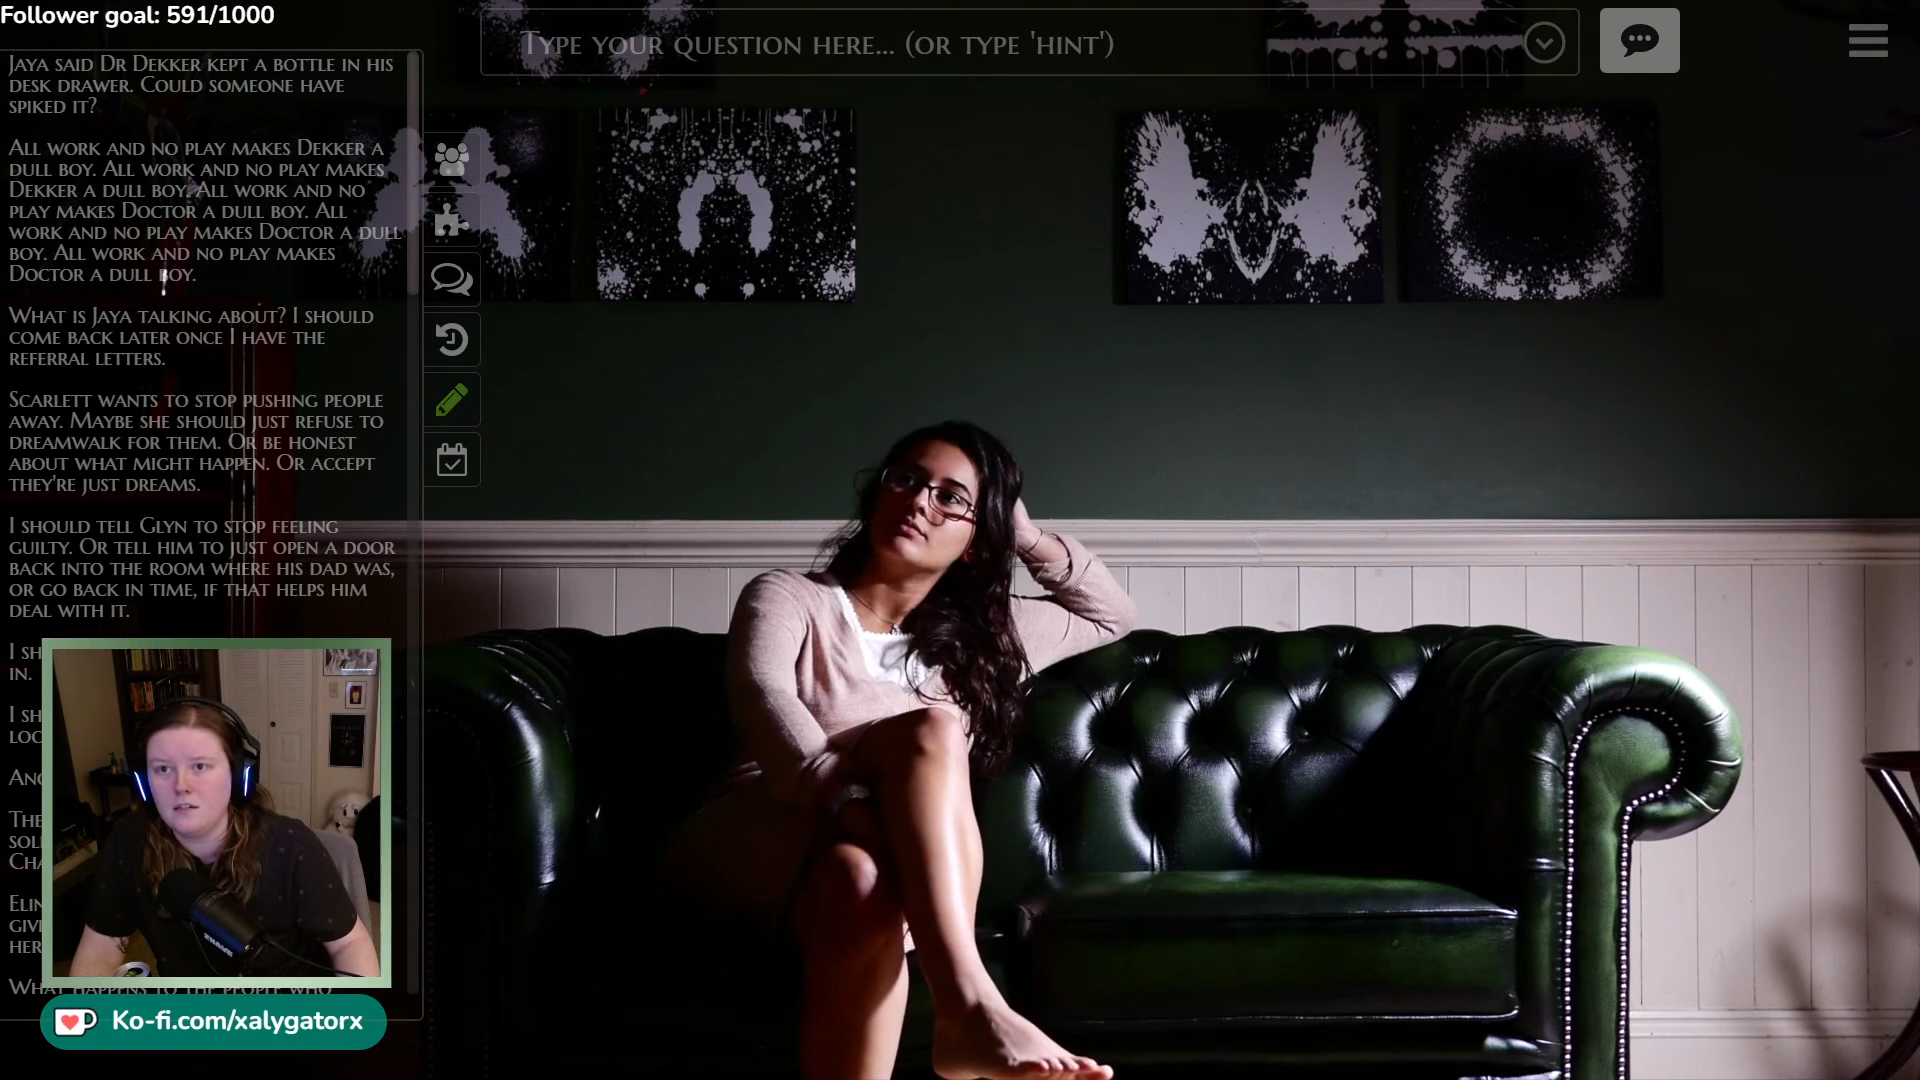 Follower goal: 591/1000
Type your question here... (or type 'hint')
Jaya said Dr Dekker kept a bottle in his
desk drawer. Could someone have
spiked it?
All work and no play makes Dekker a
dull boy. All work and no play makes
Dekker a dull boy. All work and no
play makes Doctor a dull boy. All
work and no play makes Doctor a dull
boy. All work and no play makes
Doctor a dull boy.
What is Jaya talking about? I should
come back later once I have the
referral letters.
Scarlett wants to stop pushing people
away. Maybe she should just refuse to
dreamwalk for them. Or be honest
about what might happen. Or accept
they're just dreams.
I should tell Glyn to stop feeling
guilty. Or tell him to just open a door
back into the room where his dad was,
or go back in time, if that helps him
deal with it.
I
in.
I
What happens to the people who
Ko-fi.com/xalygatorx